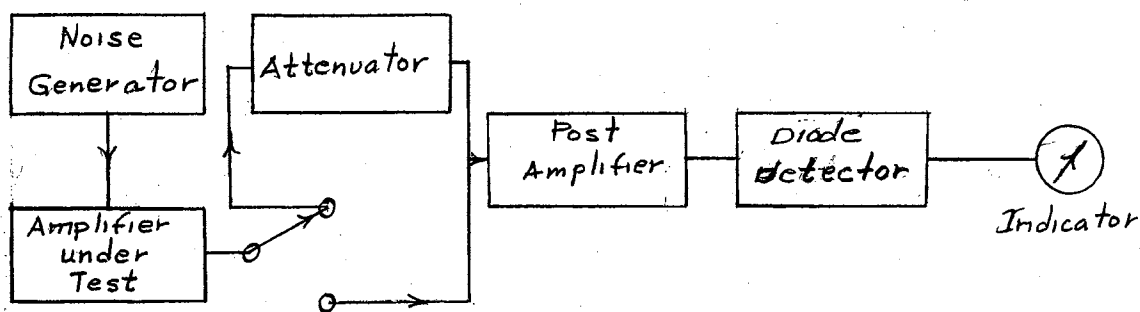 Noise
Generator
Attenuator
Post
Amplifier
Diode
Detector
Indicator
Amplifier
under
Test